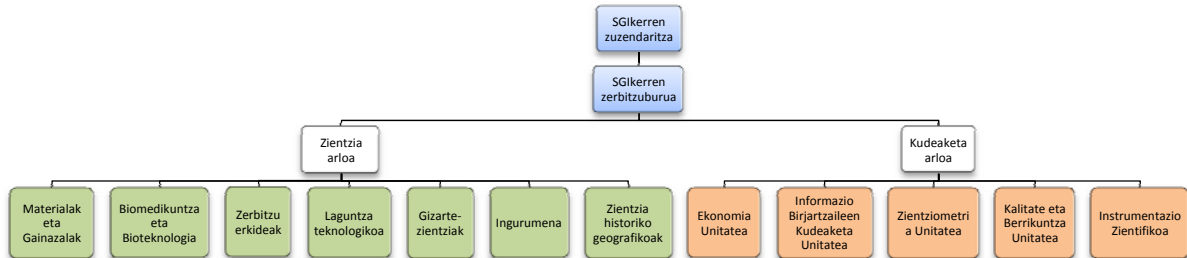 SGIkerren
zuzendaritza
SGIkerren
zerbitzuburua
Zientzia
arloa
Kudeaketa
arloa
Materialak
eta
Gainazalak
Biomedikuntza
eta
Bioteknologia
Zerbitzu
erkideak
Laguntza
teknologikoa
Gizarte-
zientziak
Ingurumena
Zientzia
historiko
geografikoak
Ekonomia
Unitatea
Informazio
Birjartzaileen
Kudeaketa
Unitatea
Zientziometri
a Unitatea
Kalitate eta
Berrikuntza
Unitatea
Instrumentazio
Zientifikoa